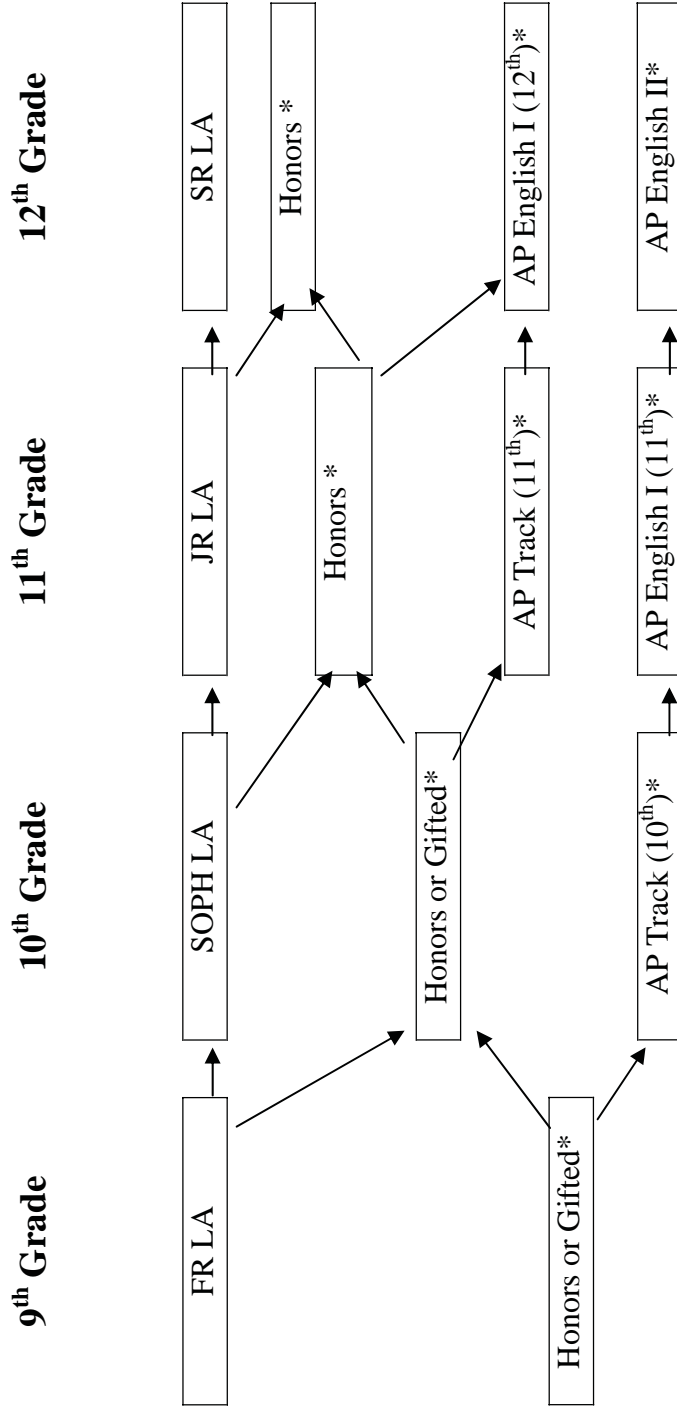 9th Grade
10th Grade
11th Grade
12th Grade
FR LA
SOPH LA
JR LA
SR LA
Honors *
Honors *
Honors or Gifted*
AP Track (11th)*
AP English I (12th)*
Honors or Gifted*
AP Track (10th)*
AP English I (11th)*
AP English II*